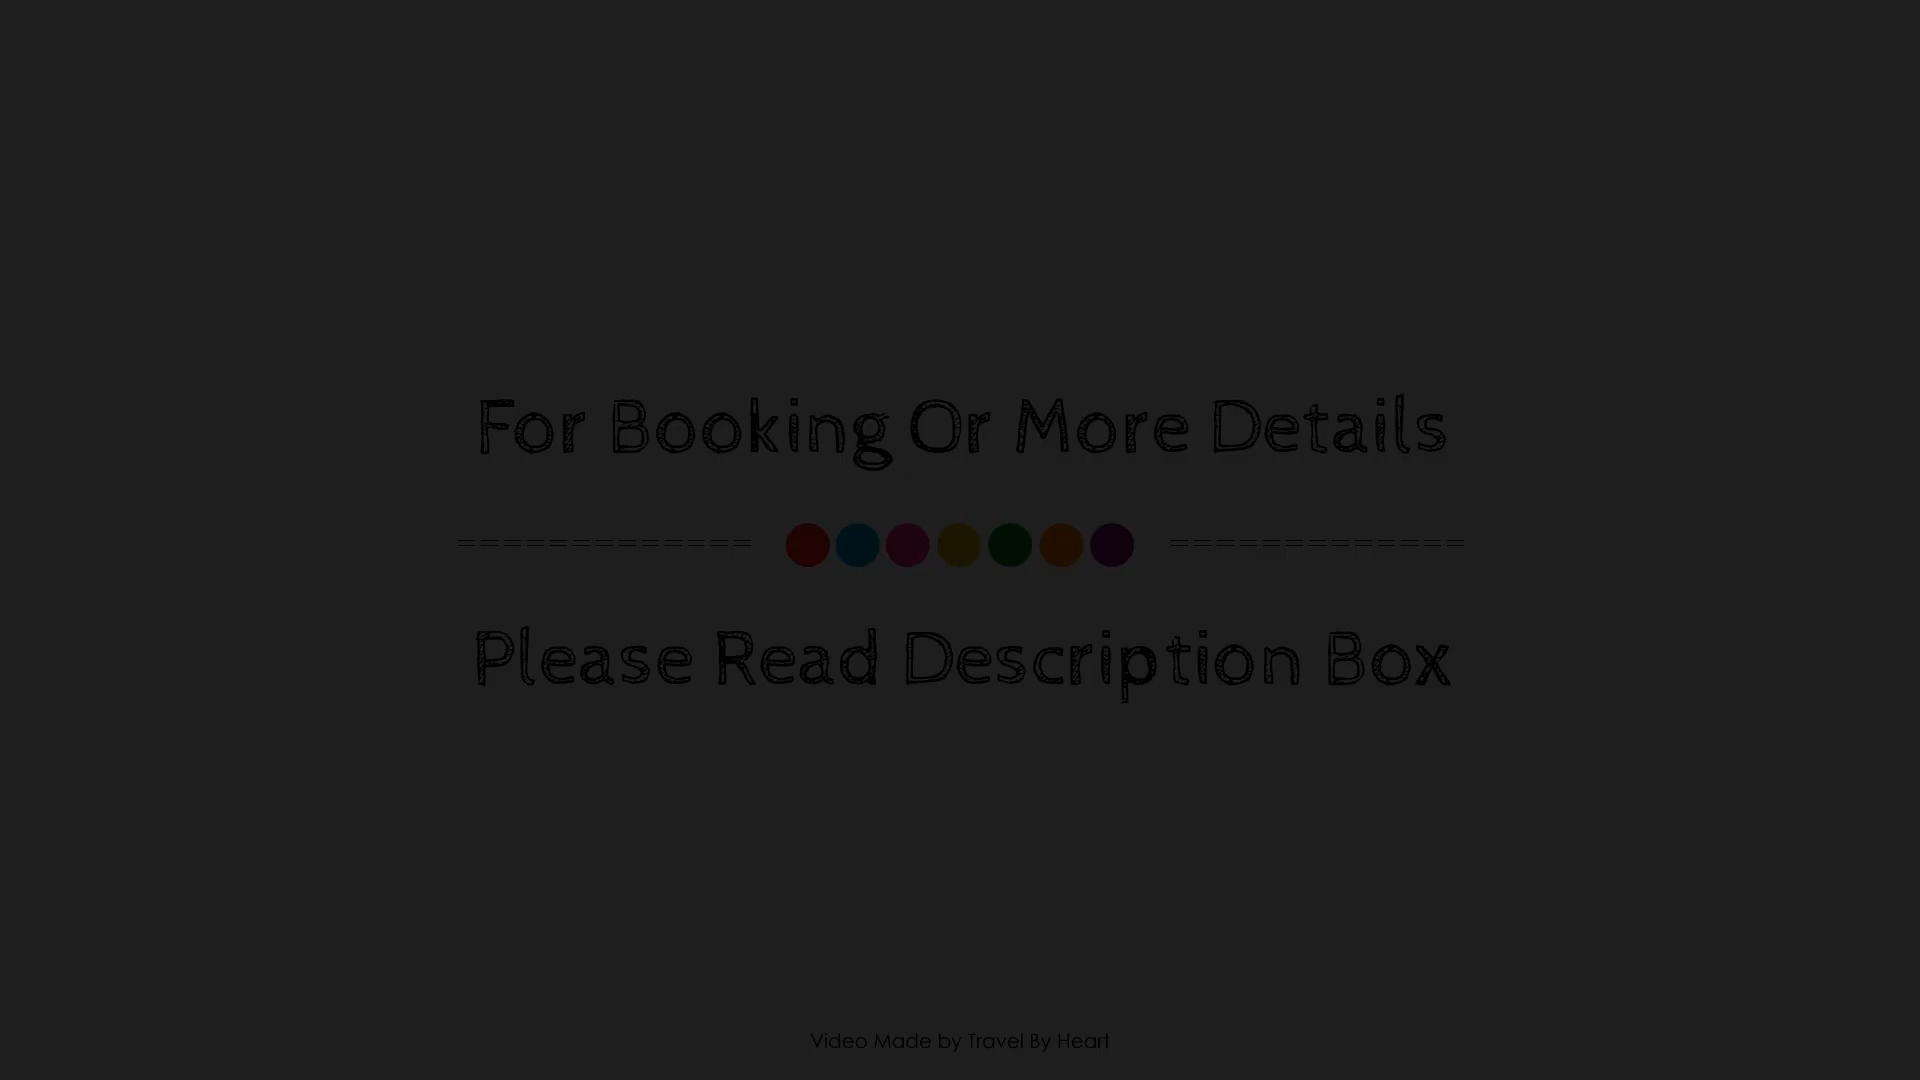 For Booking Or More Details
============= =============
Please Read Description Box
Video Made by Travel By Heart